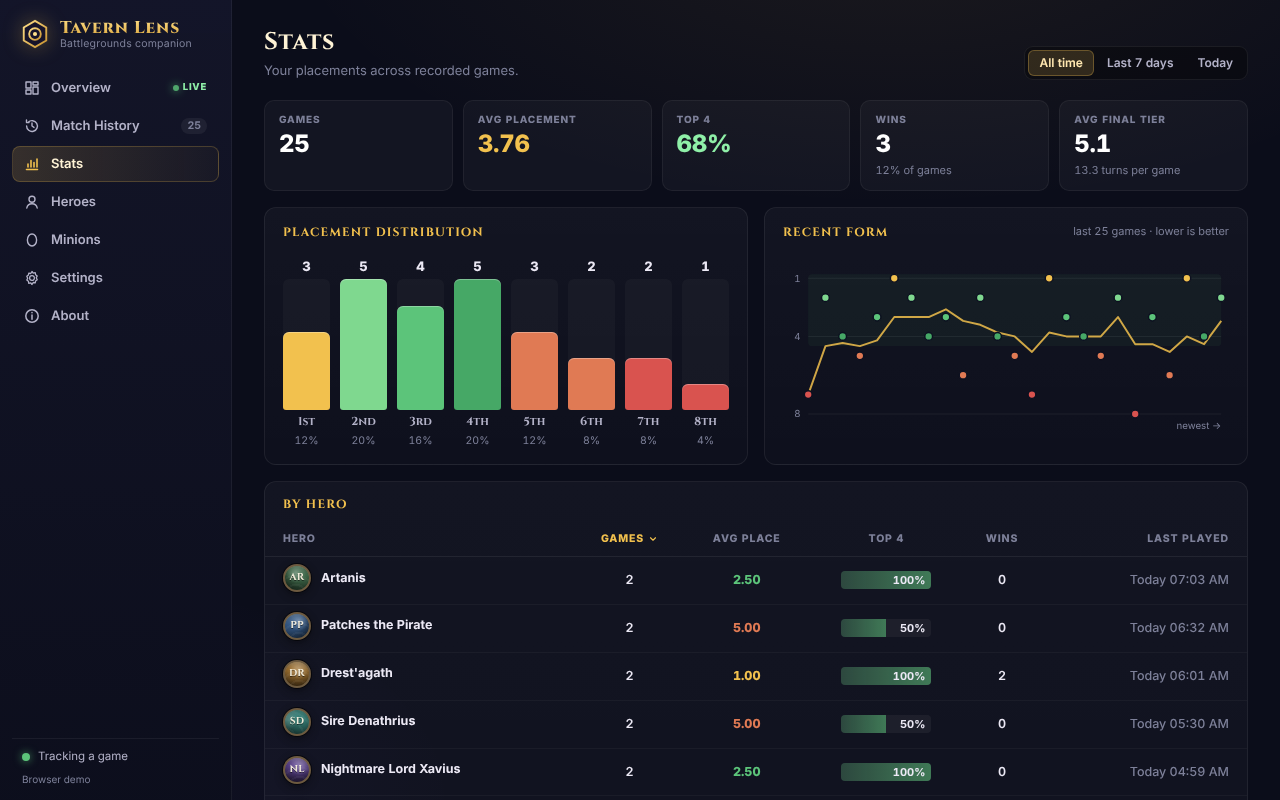 Tavern Lens
Battlegrounds companion
Overview LIVE
Match History 25
Stats
Heroes
Minions
Settings
About
Tracking a game
Browser demo
Stats
Your placements across recorded games.
All time Last 7 days Today
GAMES
25
AVG PLACEMENT
3.76
TOP 4
68%
WINS
3
12% of games
AVG FINAL TIER
5.1
13.3 turns per game
PLACEMENT DISTRIBUTION
3 5 4 5 3 2 2 1
1ST 2ND 3RD 4TH 5TH 6TH 7TH 8TH
12% 20% 16% 20% 12% 8% 8% 4%
RECENT FORM last 25 games · lower is better
1
4
8
newest →
BY HERO
HERO GAMES AVG PLACE TOP 4 WINS LAST PLAYED
AR Artanis 2 2.50 100% 0 Today 07:03 AM
PP Patches the Pirate 2 5.00 50% 0 Today 06:32 AM
DR Drest'agath 2 1.00 100% 2 Today 06:01 AM
SD Sire Denathrius 2 5.00 50% 0 Today 05:30 AM
NL Nightmare Lord Xavius 2 2.50 100% 0 Today 04:59 AM